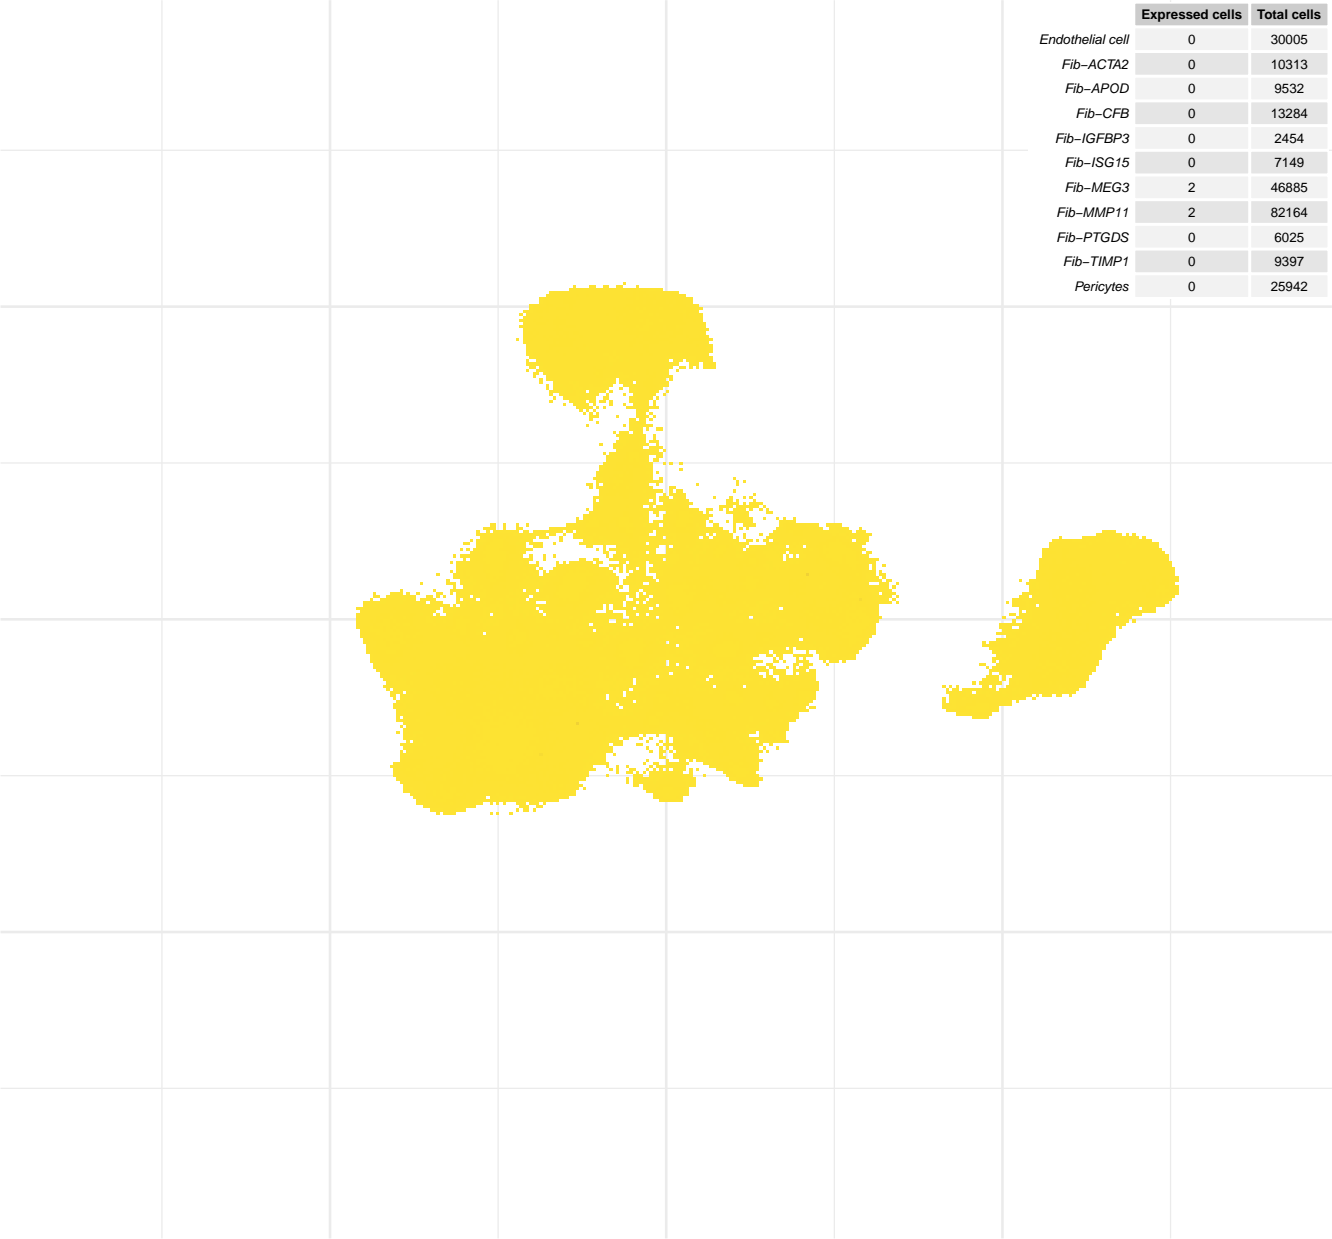 Expressed cells Total cells
Endothelial cell 0 30005
Fib−ACTA2 0 10313
Fib−APOD 0 9532
Fib−CFB 0 13284
Fib−IGFBP3 0 2454
Fib−ISG15 0 7149
Fib−MEG3 2 46885
Fib−MMP11 2 82164
Fib−PTGDS 0 6025
Fib−TIMP1 0 9397
Pericytes 0 25942